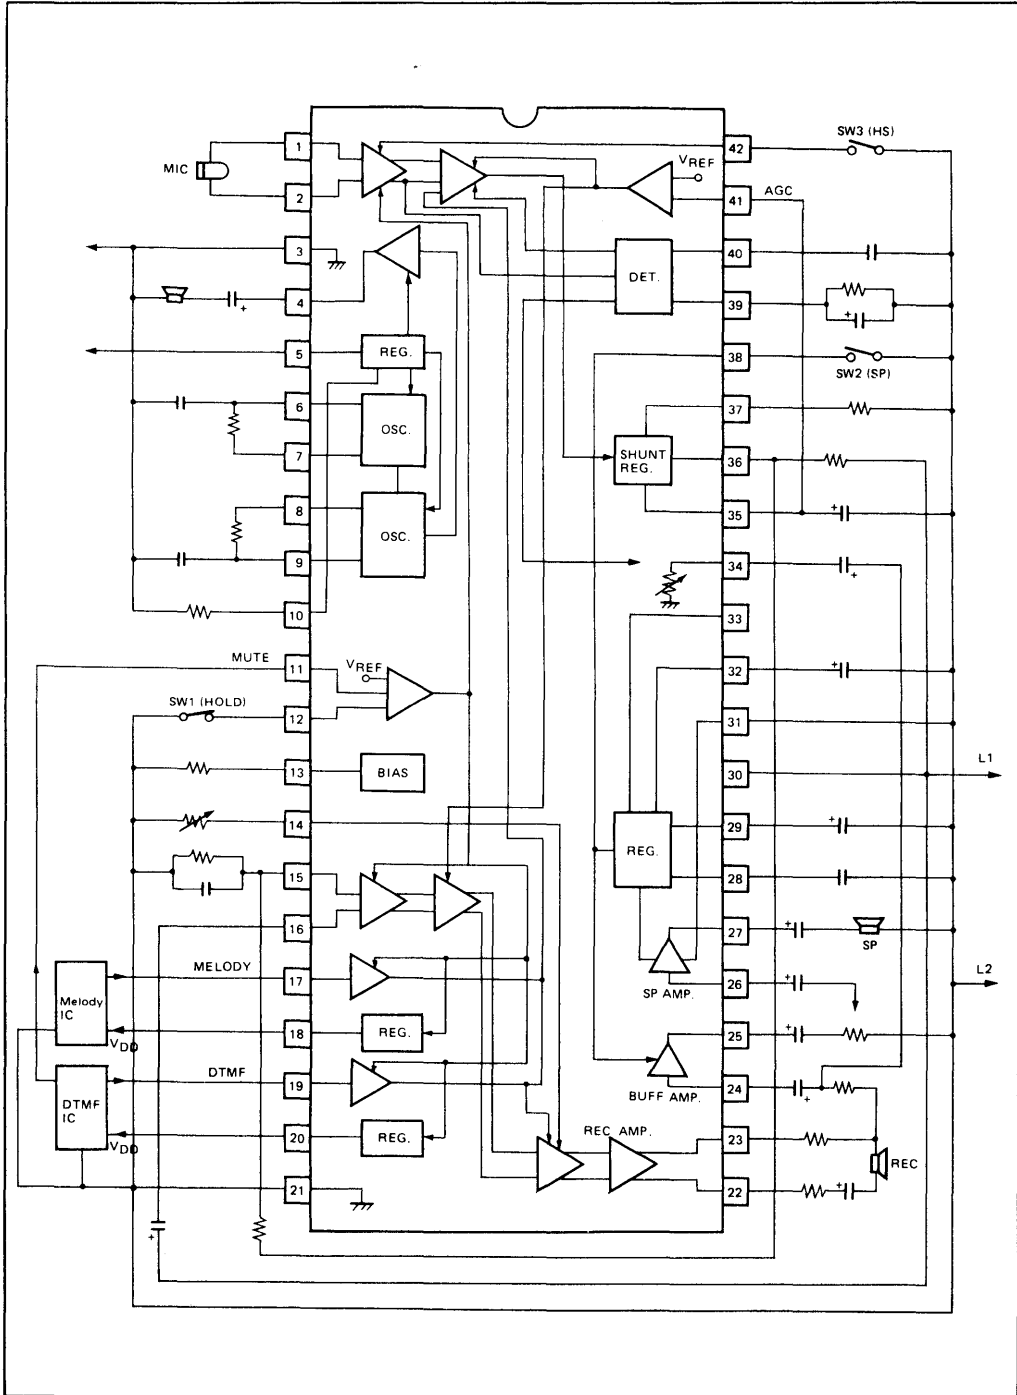 SW3 (HS)
1
42
MIC
VREF
2
41
AGC
3
40
DET.
4
39
5
REG.
38
SW2 (SP)
6
37
OSC.
7
SHUNT
REG.
36
8
35
OSC.
9
34
10
33
MUTE
11
VREF
32
SW1 (HOLD)
12
31
L1
13
BIAS
30
14
29
REG.
15
28
16
27
SP
MELODY
17
SP AMP.
26
L2
Melody
IC
VDD
18
REG.
25
DTMF
19
BUFF AMP.
24
DTMF
IC
VDD
20
REG.
REC AMP.
23
REC
21
22